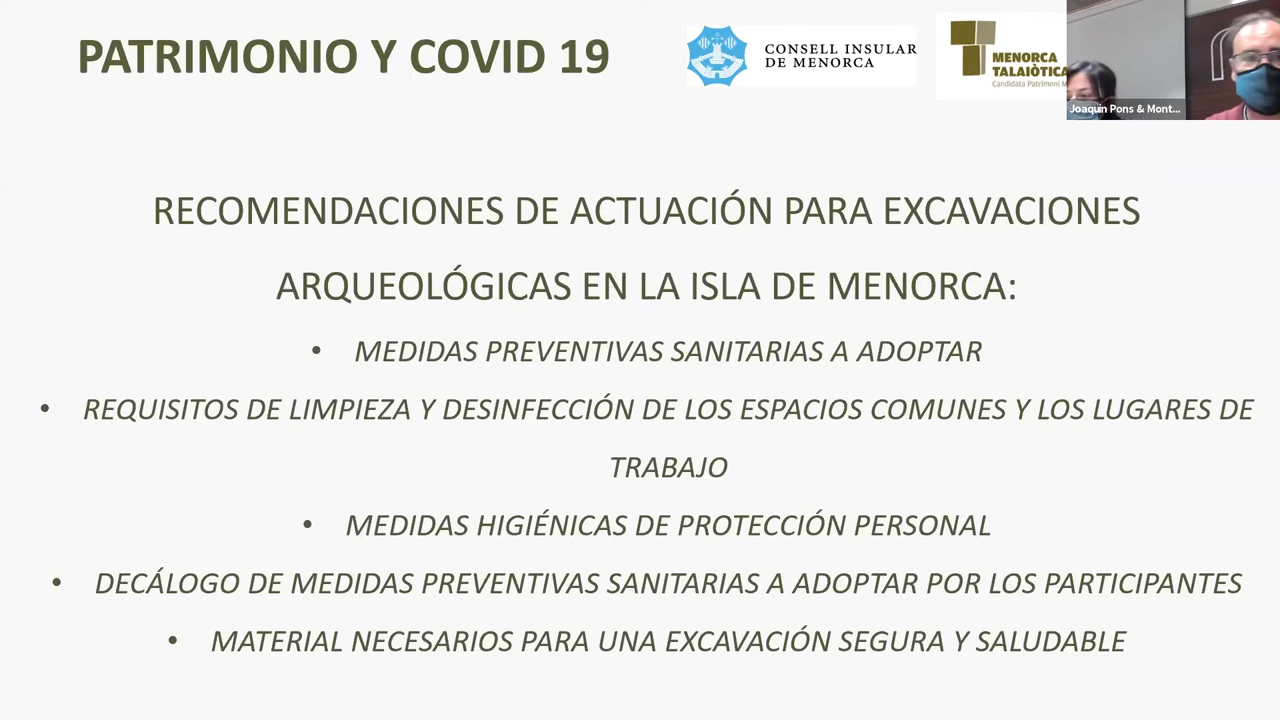 PATRIMONIO Y COVID 19
CONSELL INSULAR
DE MENORCA
MENORCA
TALAIÒTICA
Candidata Patrimoni
Joaquin Pons & Mont...
RECOMENDACIONES DE ACTUACIÓN PARA EXCAVACIONES
ARQUEOLÓGICAS EN LA ISLA DE MENORCA:
• MEDIDAS PREVENTIVAS SANITARIAS A ADOPTAR
• REQUISITOS DE LIMPIEZA Y DESINFECCIÓN DE LOS ESPACIOS COMUNES Y LOS LUGARES DE
TRABAJO
• MEDIDAS HIGIÉNICAS DE PROTECCIÓN PERSONAL
• DECÁLOGO DE MEDIDAS PREVENTIVAS SANITARIAS A ADOPTAR POR LOS PARTICIPANTES
• MATERIAL NECESARIOS PARA UNA EXCAVACIÓN SEGURA Y SALUDABLE